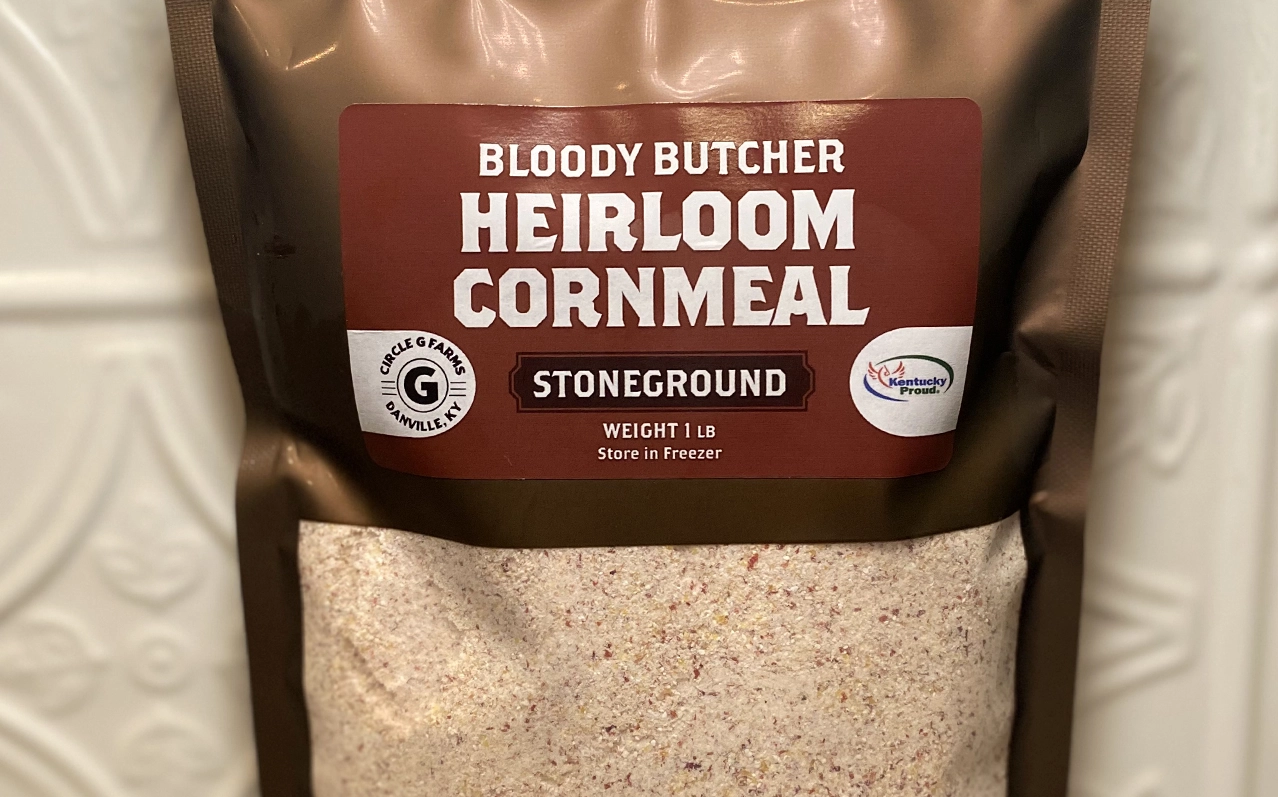 BLOODY BUTCHER
HEIRLOOM
CORNMEAL
CIRCLE G FARMS
G
DANVILLE, KY
STONEGROUND
Kentucky
Proud.
WEIGHT 1 LB
Store in Freezer